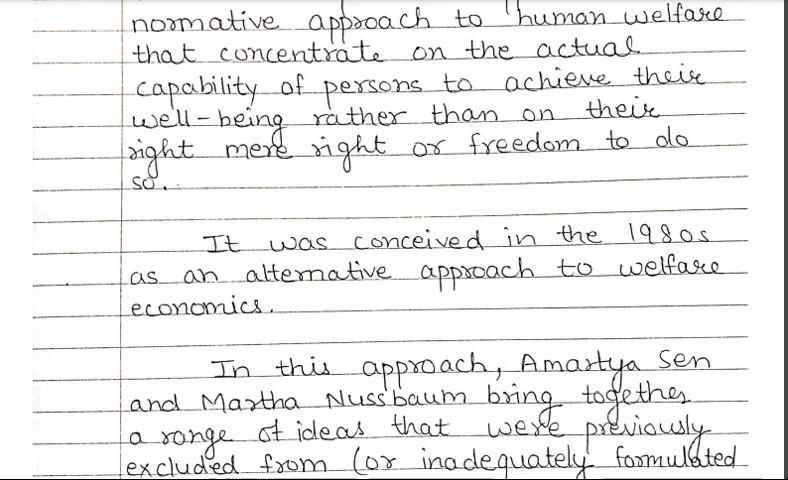 normative approach to human welfare
that concentrate on the actual
capability of persons to achieve their
well-being rather than on their
right mere right or freedom to do
so.
It was conceived in the 1980s
as an alternative approach to welfare
economics.
In this approach, Amartya Sen
and Martha Nussbaum bring together
a range of ideas that were previously
excluded from (or inadequately formulated